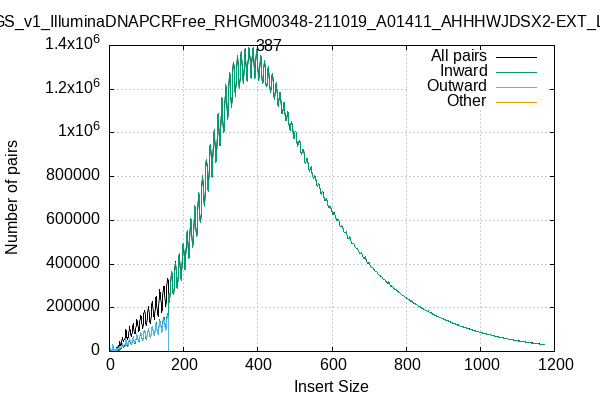 GS_v1_IlluminaDNAPCRFree_RHGM00348-211019_A01411_AHHHWJDSX2-EXT_L
1.4x10^6
387
All pairs
Inward
Outward
Other
1.2x10^6
1x10^6
800000
600000
400000
200000
0
Number of pairs
0 200 400 600 800 1000 1200
Insert Size